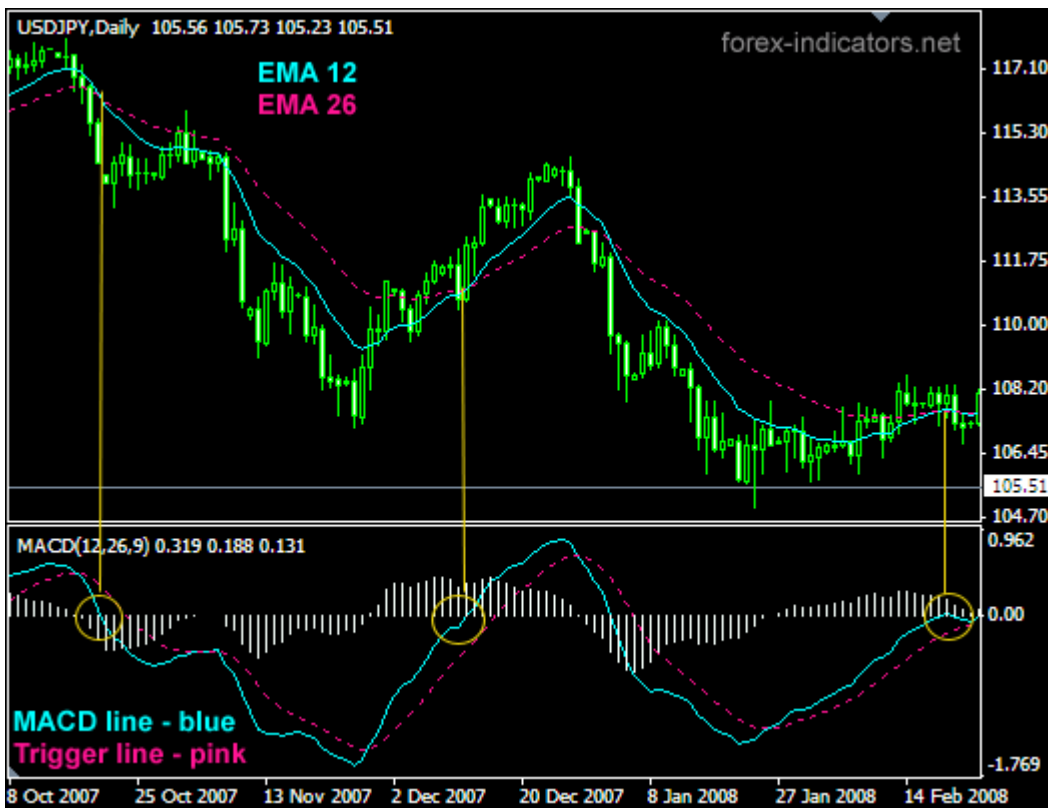 USDJPY,Daily 105.56 105.73 105.23 105.51
forex-indicators.net
EMA 12
EMA 26
117.10
115.30
113.55
111.75
110.00
108.20
106.45
105.51
104.70
MACD(12,26,9) 0.319 0.188 0.131
0.962
0.00
MACD line - blue
Trigger line - pink
-1.769
8 Oct 2007 25 Oct 2007 13 Nov 2007 2 Dec 2007 20 Dec 2007 8 Jan 2008 27 Jan 2008 14 Feb 2008